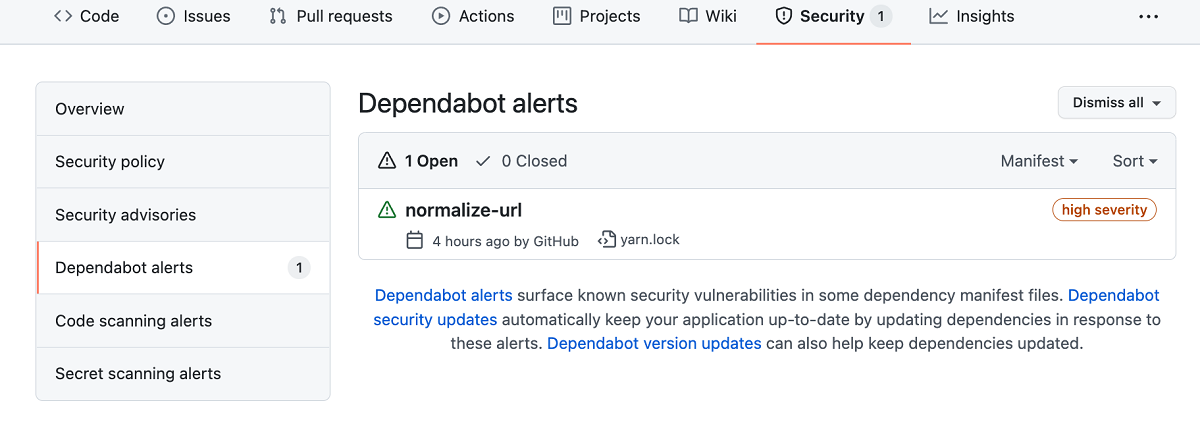 Code Issues Pull requests Actions Projects Wiki Security 1 Insights ...
Overview
Security policy
Security advisories
Dependabot alerts 1
Code scanning alerts
Secret scanning alerts
Dependabot alerts Dismiss all
1 Open 0 Closed Manifest Sort
normalize-url high severity
4 hours ago by GitHub yarn.lock
Dependabot alerts surface known security vulnerabilities in some dependency manifest files. Dependabot
security updates automatically keep your application up-to-date by updating dependencies in response to
these alerts. Dependabot version updates can also help keep dependencies updated.